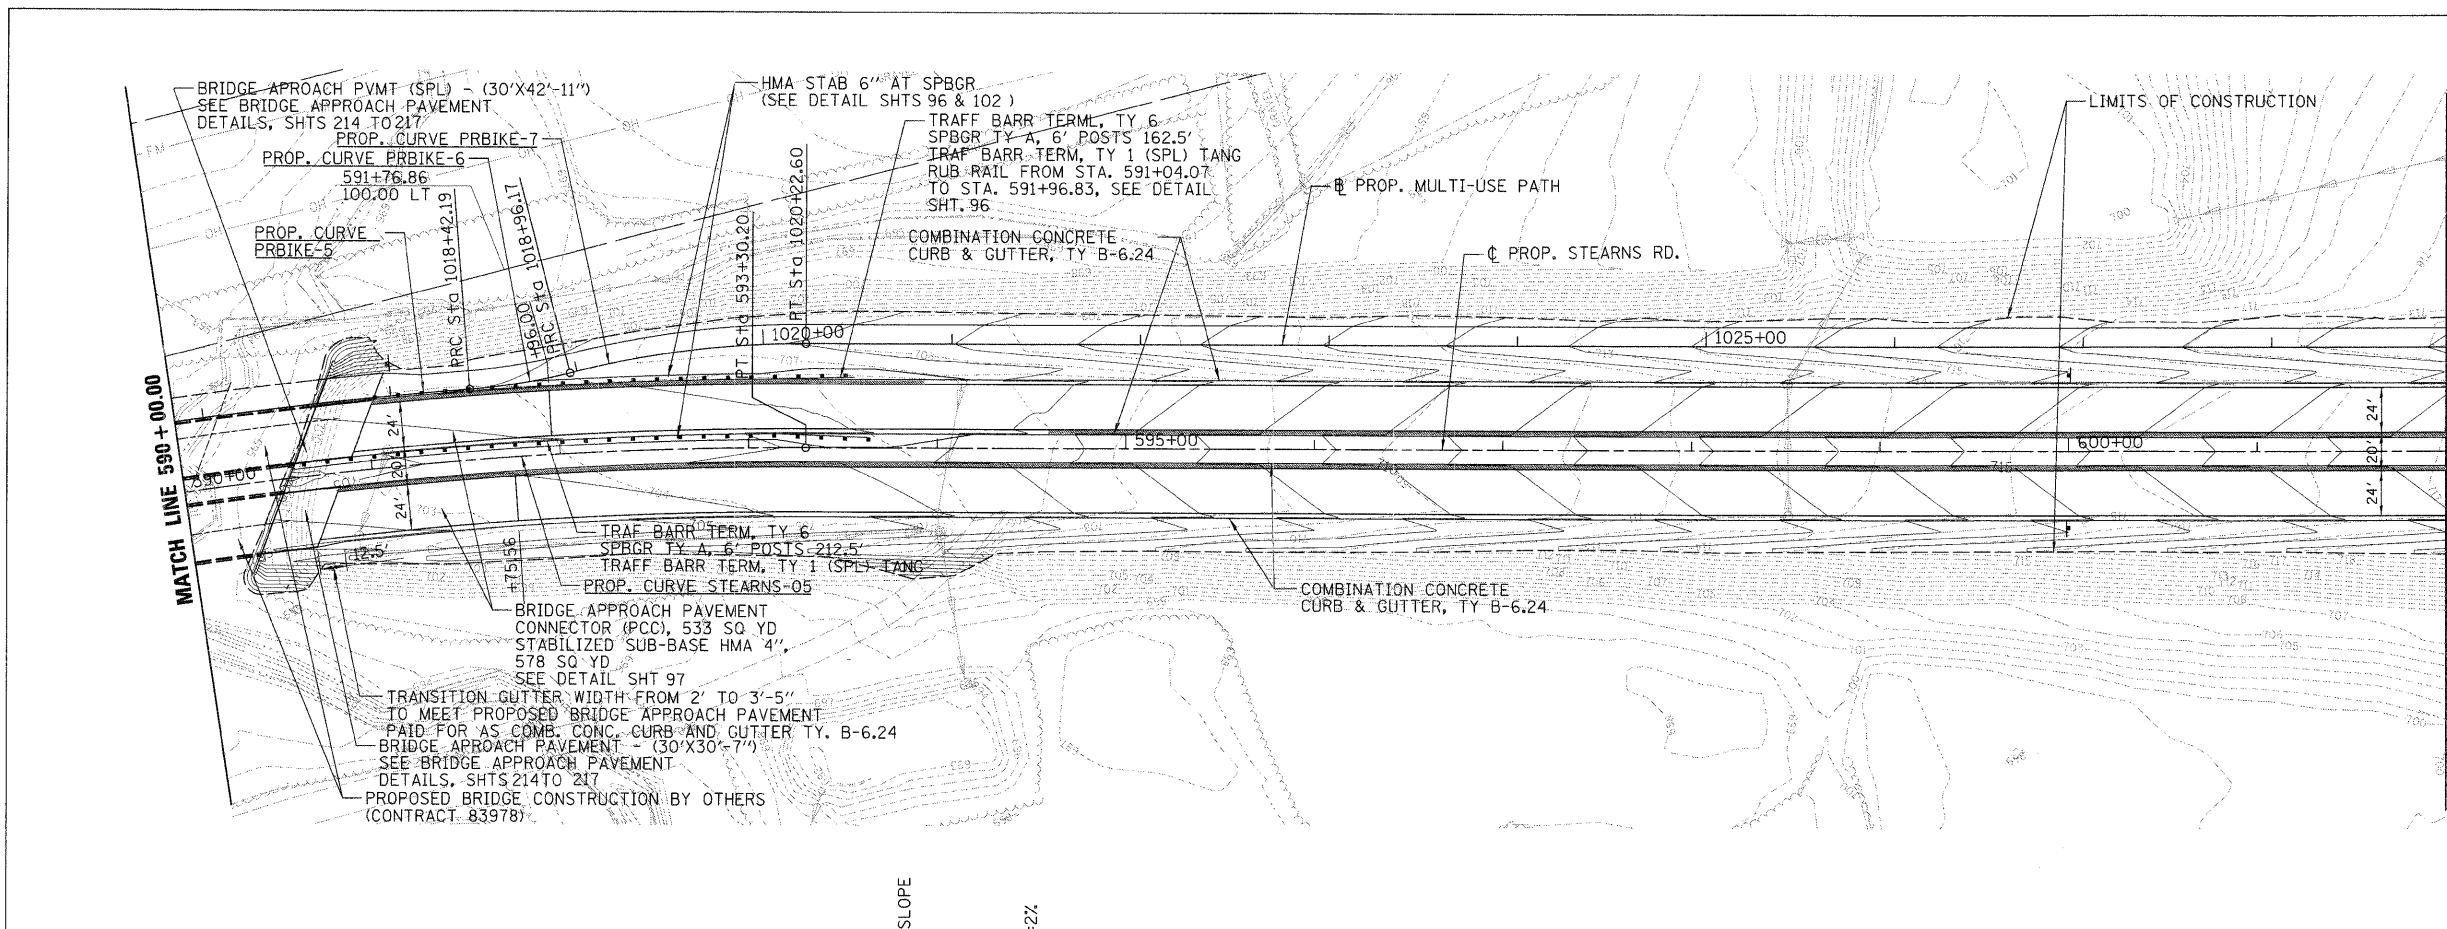 BRIDGE APROACH PVMT (SPL) - (30'X42'-11")
SEE BRIDGE APPROACH PAVEMENT
DETAILS, SHTS 214 TO 217
PROP. CURVE PRBIKE-7
PROP. CURVE PRBIKE-6
591+76.86
100.00 LT
PROP. CURVE
PRBIKE-5
PRC Sta 1018+42.19
+96.00
PRC Sta 1018+96.17
HMA STAB 6" AT SPBGR
(SEE DETAIL SHTS 96 & 102 )
TRAFF BARR TERML, TY 6
SPBGR TY A, 6' POSTS 162.5'
TRAF BARR TERM, TY 1 (SPL) TANG
RUB RAIL FROM STA. 591+04.07
TO STA. 591+96.83, SEE DETAIL
SHT. 96
PT Sta 593+30.20
PT Sta 1020+22.60
COMBINATION CONCRETE
CURB & GUTTER, TY B-6.24
℄ PROP. MULTI-USE PATH
℄ PROP. STEARNS RD.
LIMITS OF CONSTRUCTION
1020+00
1025+00
MATCH LINE 590+00.00
590+00
595+00
600+00
24'
20'
24'
24'
20'
24'
12.5'
+75.56
TRAF BARR TERM, TY 6
SPBGR TY A, 6' POSTS 212.5'
TRAFF BARR TERM, TY 1 (SPL) TANG
PROP. CURVE STEARNS-05
BRIDGE APPROACH PAVEMENT
CONNECTOR (PCC), 533 SQ YD
STABILIZED SUB-BASE HMA 4",
578 SQ YD
SEE DETAIL SHT 97
TRANSITION GUTTER WIDTH FROM 2' TO 3'-5"
TO MEET PROPOSED BRIDGE APPROACH PAVEMENT
PAID FOR AS COMB. CONC. CURB AND GUTTER TY. B-6.24
BRIDGE APROACH PAVEMENT - (30'X30'-7")
SEE BRIDGE APPROACH PAVEMENT
DETAILS, SHTS 214TO 217
PROPOSED BRIDGE CONSTRUCTION BY OTHERS
(CONTRACT 83978)
COMBINATION CONCRETE
CURB & GUTTER, TY B-6.24
SLOPE
=2%